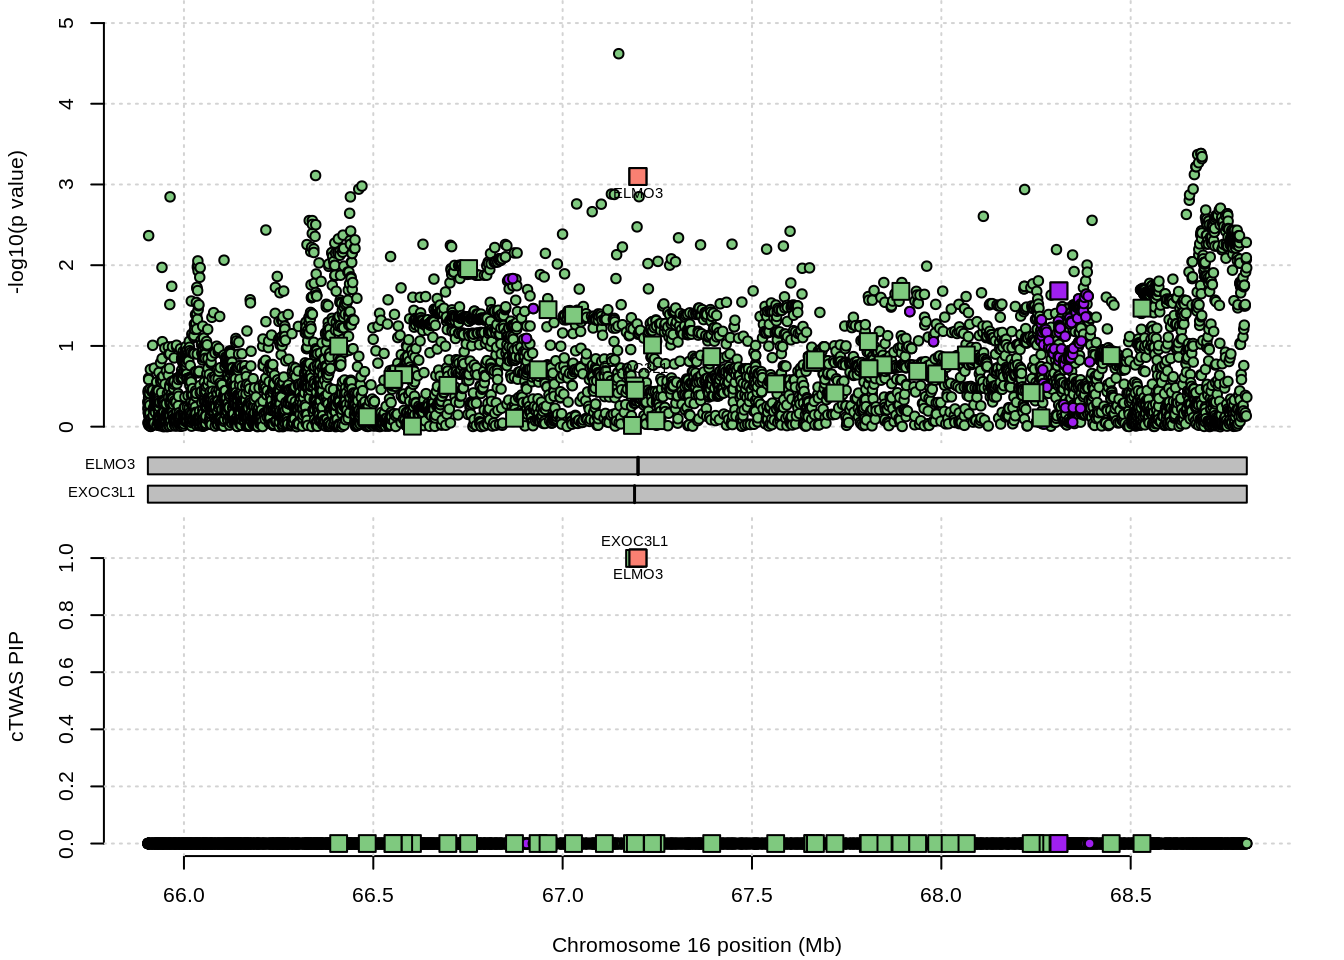 5
4
3
2
1
0
-log10(p value)
ELMO3
ELMO3
EXOC3L1
EXOC3L1
ELMO3
1.0
0.8
0.6
0.4
0.2
0.0
cTWAS PIP
66.0 66.5 67.0 67.5 68.0 68.5
Chromosome 16 position (Mb)